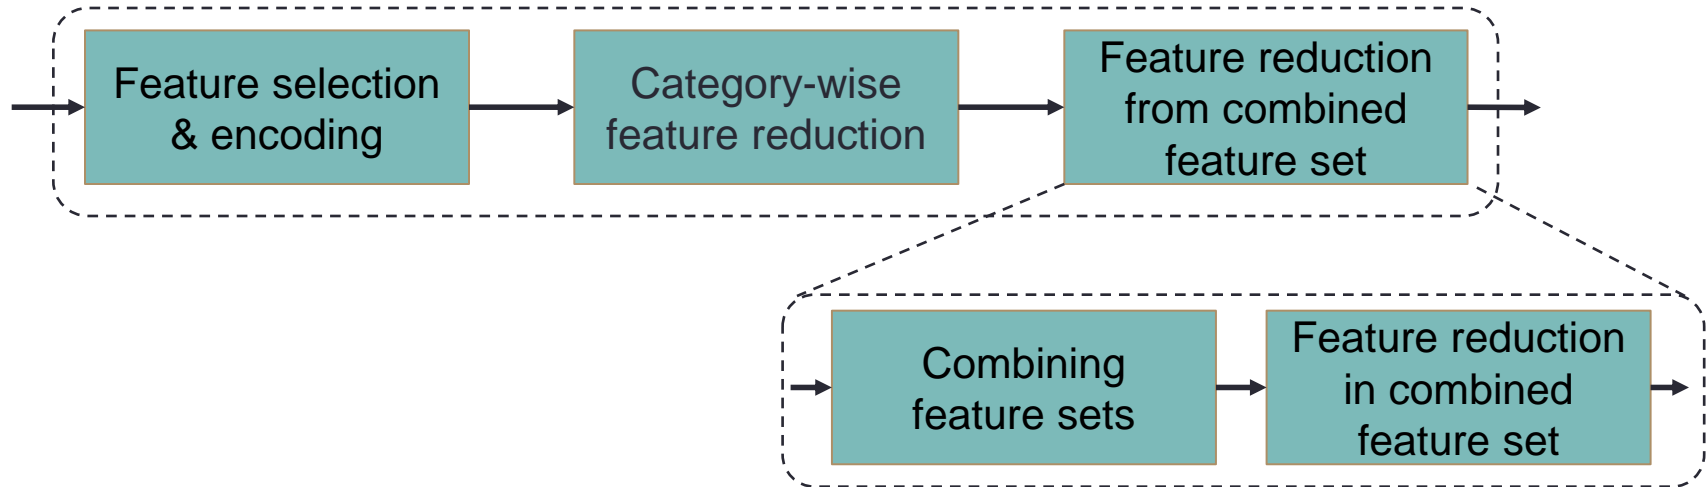 Feature selection
& encoding
Category-wise
feature reduction
Feature reduction
from combined
feature set
Combining
feature sets
Feature reduction
in combined
feature set